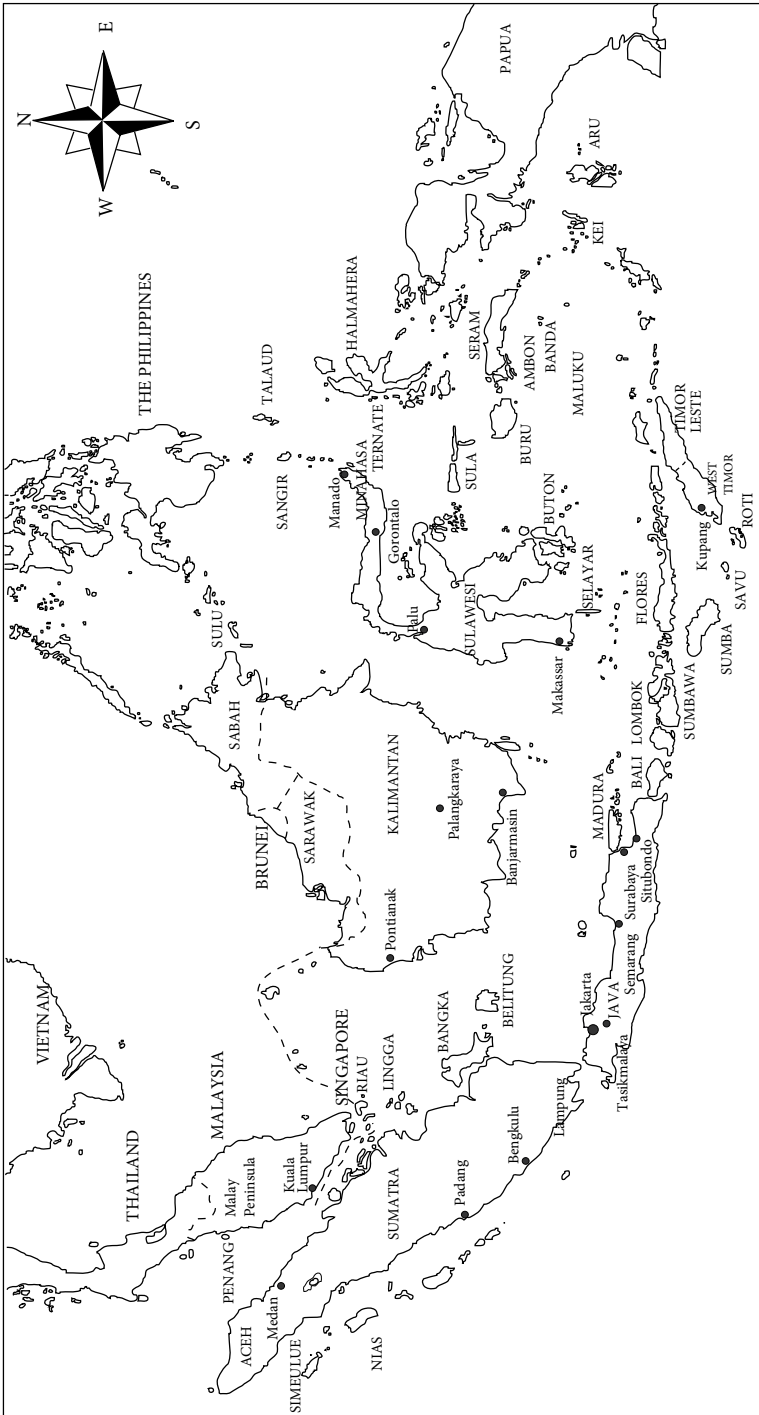 N
E
S
W
THE PHILIPPINES
VIETNAM
THAILAND
MALAYSIA
Malay
Peninsula
PENANG
Kuala
Lumpur
SINGAPORE
RIAU
LINGGA
ACEH
Medan
SIMEULUE
NIAS
SUMATRA
Padang
Bengkulu
Lampung
BANGKA
BELITUNG
BRUNEI
SABAH
SARAWAK
SULU
KALIMANTAN
Pontianak
Palangkaraya
Banjarmasin
Jakarta
JAVA
Tasikmalaya
Semarang
Surabaya
Situbondo
MADURA
BALI
LOMBOK
SUMBAWA
SUMBA
FLORES
SAVU
ROTI
Kupang
WEST
TIMOR
TIMOR
LESTE
SANGIR
TALAUD
Manado
MINAHASA
TERNATE
HALMAHERA
Gorontalo
Palu
SULAWESI
Makassar
SELAYAR
BUTON
SULA
BURU
SERAM
AMBON
BANDA
MALUKU
KEI
ARU
PAPUA